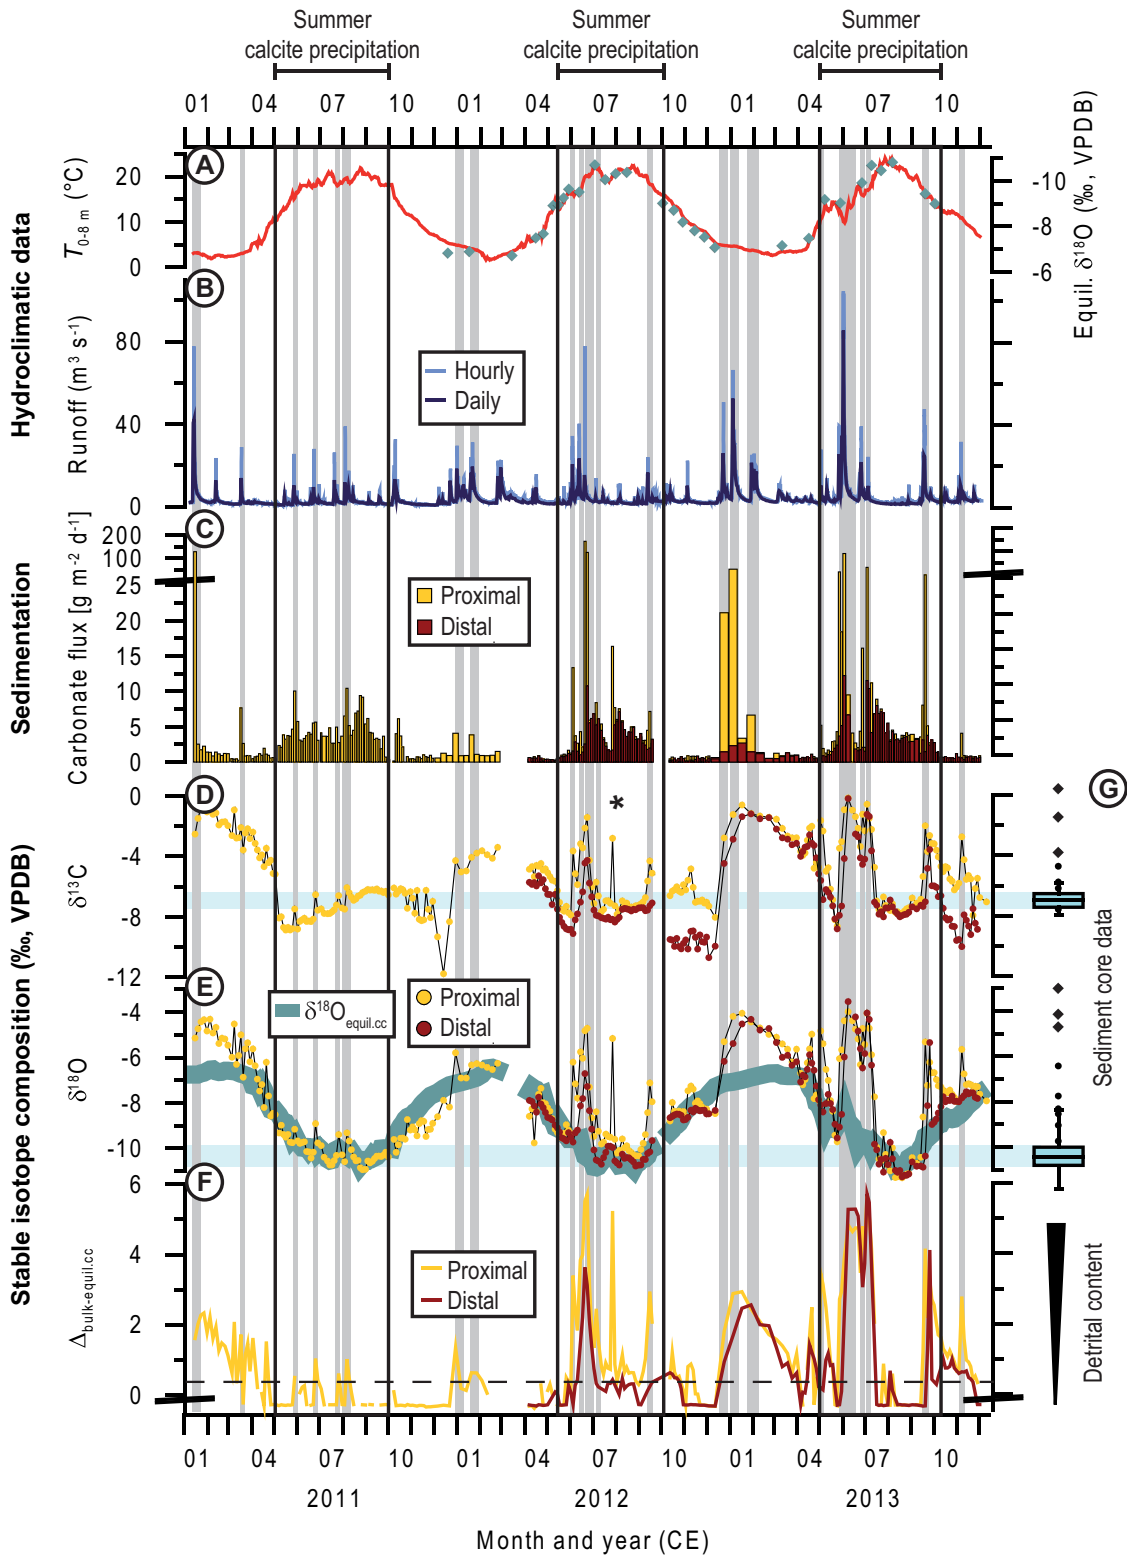 Summer
calcite precipitation
Summer
calcite precipitation
Summer
calcite precipitation
01 04 07 10 01 04 07 01 04 07 10
Hydroclimatic data
A
T0-8 m (°C)
20
10
0
-10
-8
-6
Equil. δ18O (‰, VPDB)
B
Runoff (m3 s-1)
80
40
0
Hourly
Daily
Sedimentation
C
Carbonate flux [g m-2 d-1]
200
100
25
20
15
10
5
0
Proximal
Distal
Stable isotope composition (‰, VPDB)
D
δ13C
0
-4
-8
-12
*
G
Sediment core data
E
δ18O
-4
-6
-8
-10
δ18Oequil.cc
Proximal
Distal
F
Δbulk-equil.cc
6
4
2
0
Proximal
Distal
Detrital content
01 04 07 10 01 04 07 10 01 04 07 10
2011 2012 2013
Month and year (CE)